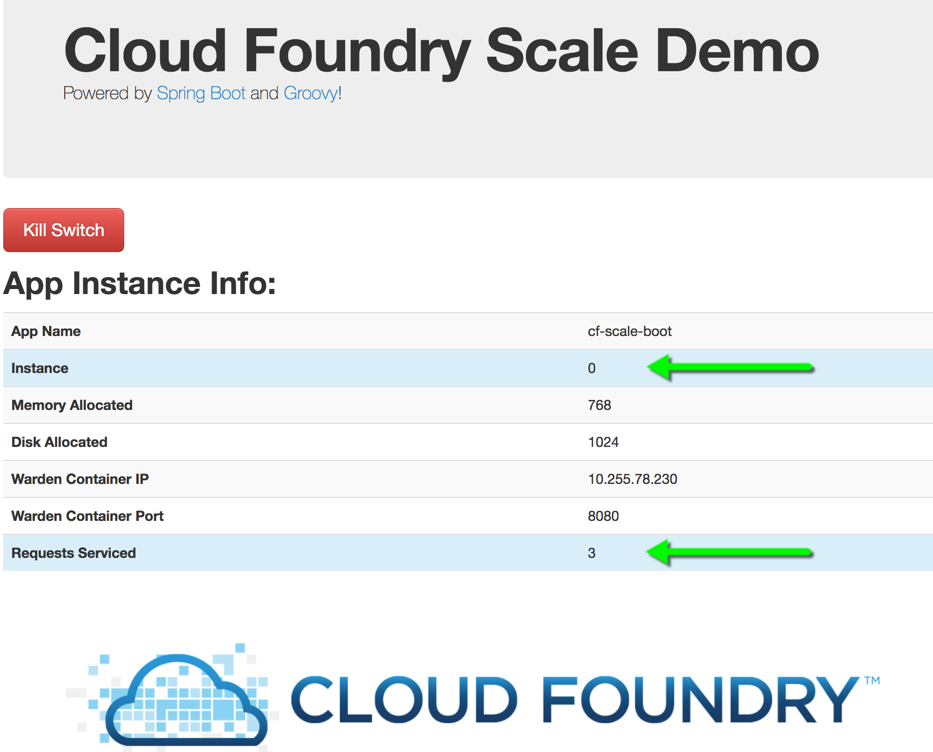 Cloud Foundry Scale Demo
Powered by Spring Boot and Groovy!
Kill Switch
App Instance Info:
App Name cf-scale-boot
Instance 0
Memory Allocated 768
Disk Allocated 1024
Warden Container IP 10.255.78.230
Warden Container Port 8080
Requests Serviced 3
CLOUD FOUNDRY™